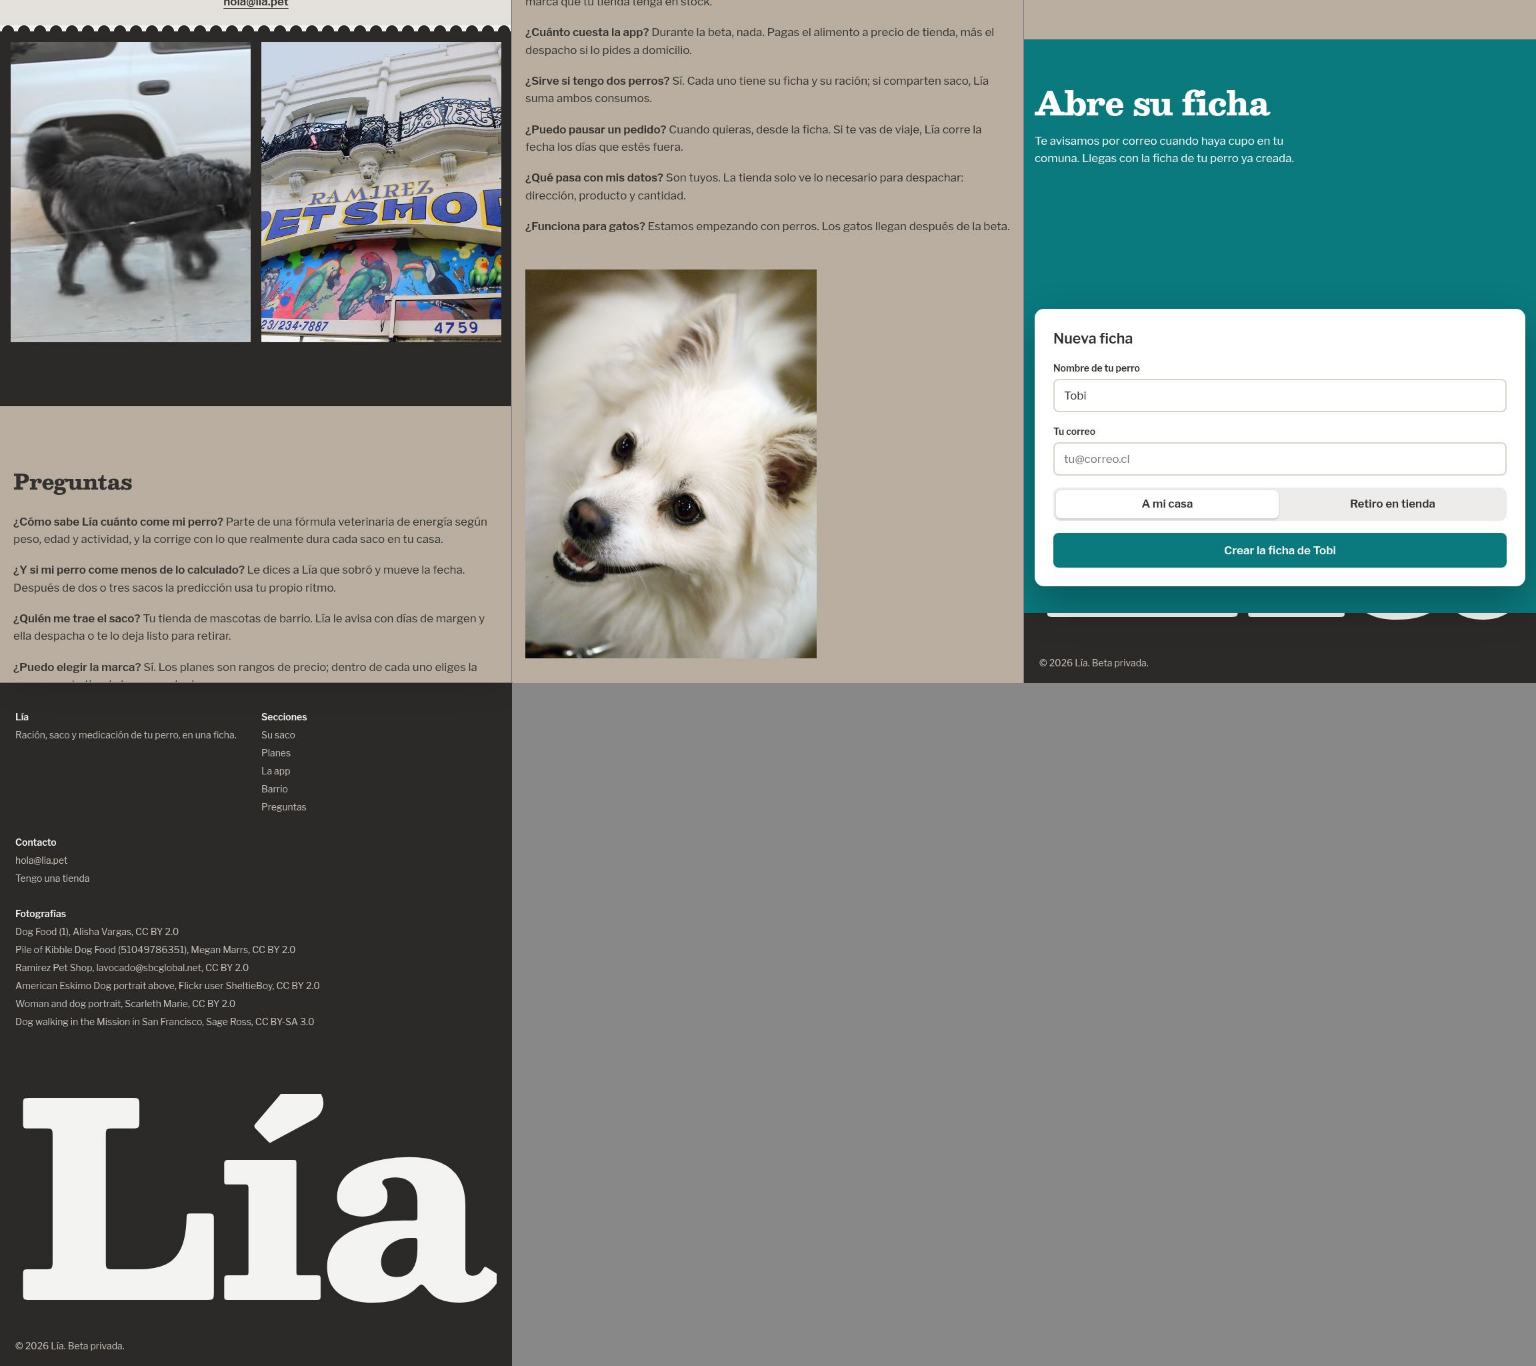 hola@lia.pet
RAMIREZ
PET SHOP
23/234-7887
4759
Preguntas
¿Cómo sabe Lía cuánto come mi perro? Parte de una fórmula veterinaria de energía según
peso, edad y actividad, y la corrige con lo que realmente dura cada saco en tu casa.
¿Y si mi perro come menos de lo calculado? Le dices a Lía que sobró y mueve la fecha.
Después de dos o tres sacos la predicción usa tu propio ritmo.
¿Quién me trae el saco? Tu tienda de mascotas de barrio. Lía le avisa con días de margen y
ella despacha o te lo deja listo para retirar.
¿Puedo elegir la marca? Sí. Los planes son rangos de precio; dentro de cada uno eliges la
marca que tu tienda tenga en stock.
¿Cuánto cuesta la app? Durante la beta, nada. Pagas el alimento a precio de tienda, más el
despacho si lo pides a domicilio.
¿Sirve si tengo dos perros? Sí. Cada uno tiene su ficha y su ración; si comparten saco, Lía
suma ambos consumos.
¿Puedo pausar un pedido? Cuando quieras, desde la ficha. Si te vas de viaje, Lía corre la
fecha los días que estés fuera.
¿Qué pasa con mis datos? Son tuyos. La tienda solo ve lo necesario para despachar:
dirección, producto y cantidad.
¿Funciona para gatos? Estamos empezando con perros. Los gatos llegan después de la beta.
Abre su ficha
Te avisamos por correo cuando haya cupo en tu
comuna. Llegas con la ficha de tu perro ya creada.
Nueva ficha
Nombre de tu perro
Tobi
Tu correo
tu@correo.cl
A mi casa
Retiro en tienda
Crear la ficha de Tobi
© 2026 Lía. Beta privada.
Lía
Ración, saco y medicación de tu perro, en una ficha.
Secciones
Su saco
Planes
La app
Barrio
Preguntas
Contacto
hola@lia.pet
Tengo una tienda
Fotografías
Dog Food (1), Alisha Vargas, CC BY 2.0
Pile of Kibble Dog Food (51049786351), Megan Marrs, CC BY 2.0
Ramirez Pet Shop, lavocado@sbcglobal.net, CC BY 2.0
American Eskimo Dog portrait above, Flickr user SheltieBoy, CC BY 2.0
Woman and dog portrait, Scarleth Marie, CC BY 2.0
Dog walking in the Mission in San Francisco, Sage Ross, CC BY-SA 3.0
Lía
© 2026 Lía. Beta privada.